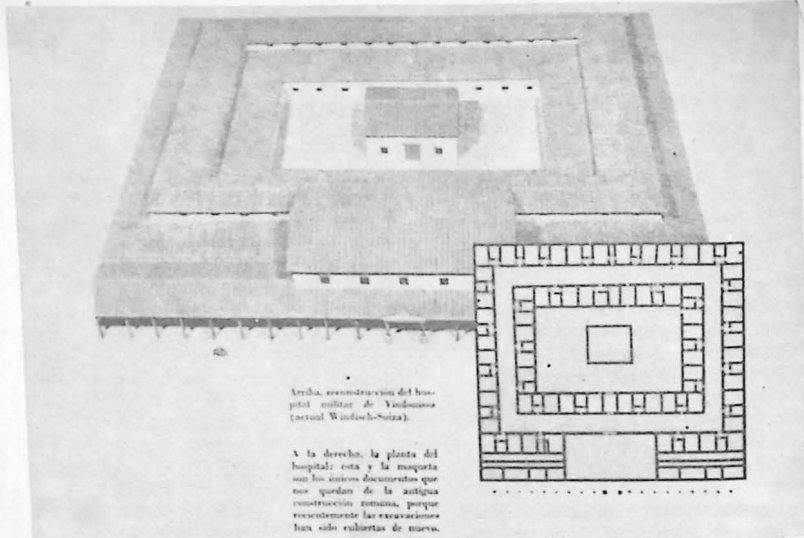 Arriba, reconstrucción del hos-
pital militar de Vindonissa
(actual Windisch-Suiza).
A la derecha, la planta del
hospital: ésta y la maqueta
son los únicos documentos que
nos quedan de la antigua
construcción romana, porque
recientemente las excavaciones
han sido cubiertas de nuevo.